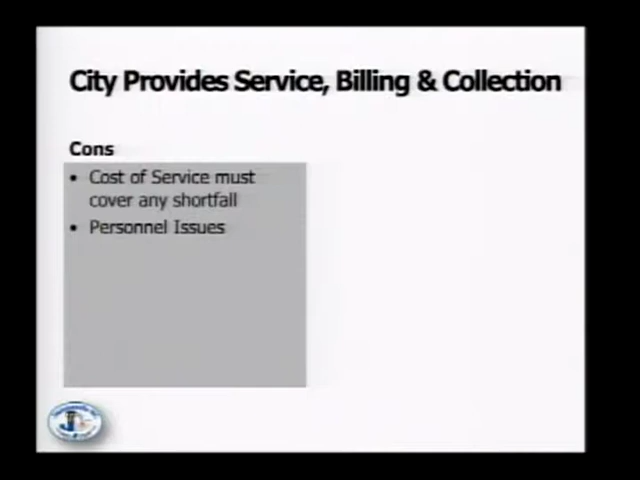 City Provides Service, Billing & Collection
Cons
• Cost of Service must
cover any shortfall
• Personnel Issues